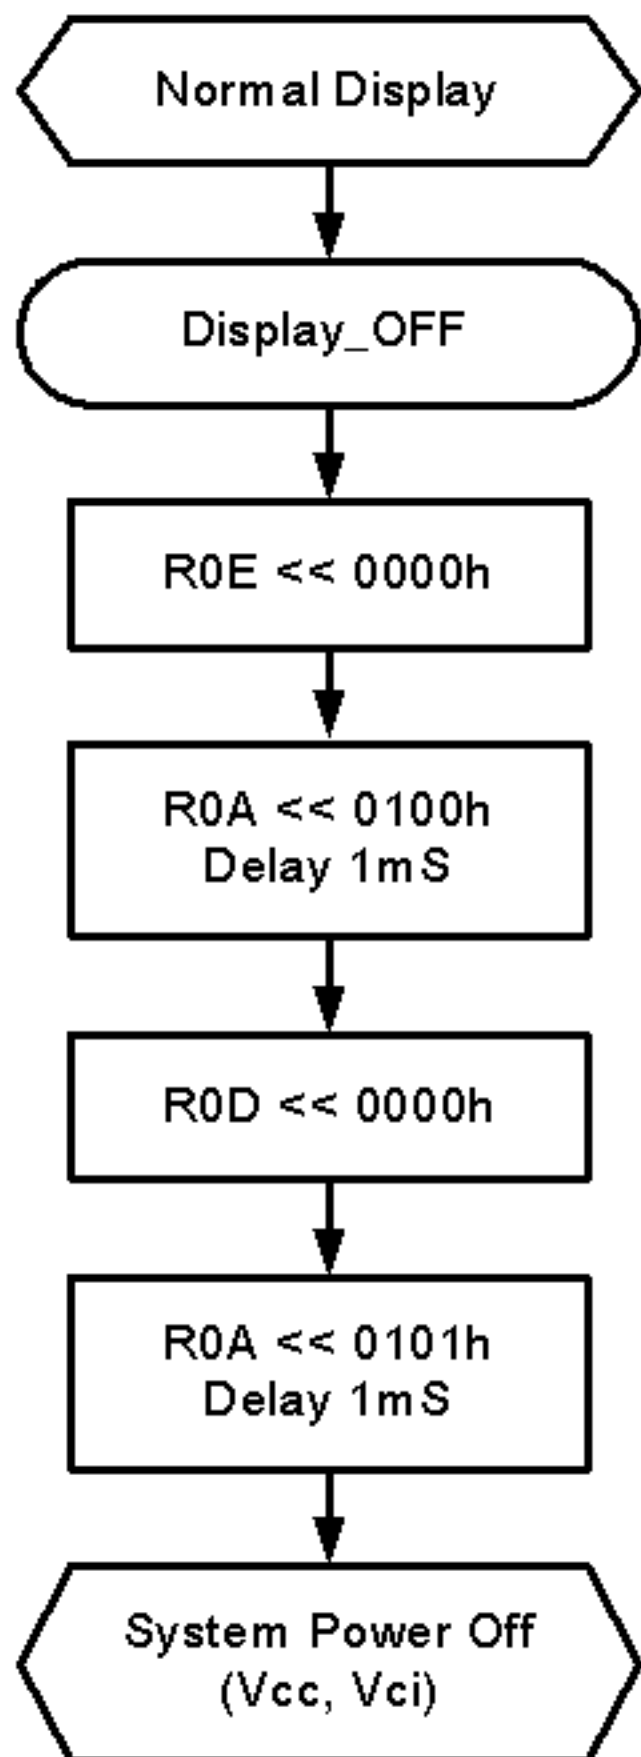 Normal Display
Display_OFF
R0E << 0000h
R0A << 0100h
Delay 1mS
R0D << 0000h
R0A << 0101h
Delay 1mS
System Power Off
(Vcc, Vci)